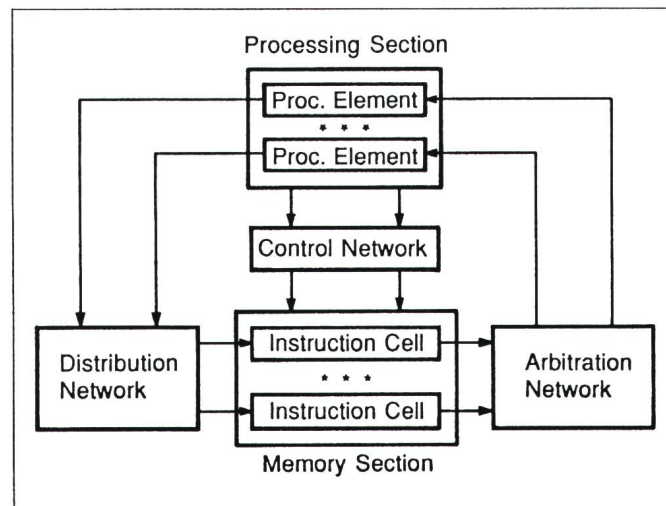 Processing Section
Proc. Element
* * *
Proc. Element
Control Network
Distribution
Network
Instruction Cell
* * *
Instruction Cell
Arbitration
Network
Memory Section